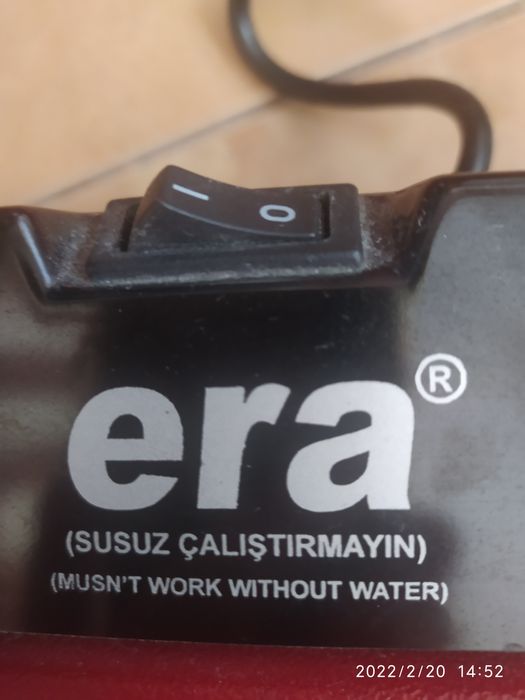 I O
era®
(SUSUZ ÇALIŞTIRMAYIN)
(MUSN'T WORK WITHOUT WATER)
2022/2/20 14:52